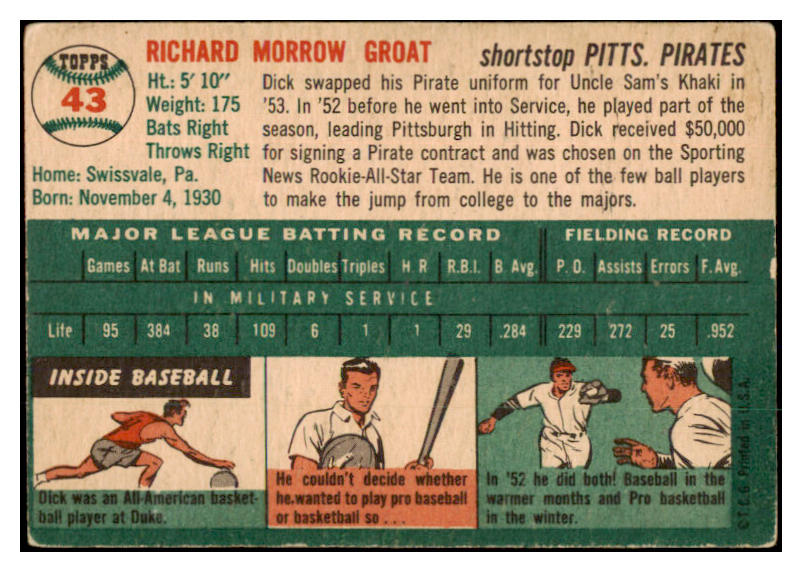 TOPPS
43
RICHARD MORROW GROAT
shortstop PITTS. PIRATES
Ht.: 5' 10"
Weight: 175
Bats Right
Throws Right
Home: Swissvale, Pa.
Born: November 4, 1930
Dick swapped his Pirate uniform for Uncle Sam's Khaki in
'53. In '52 before he went into Service, he played part of the
season, leading Pittsburgh in Hitting. Dick received $50,000
for signing a Pirate contract and was chosen on the Sporting
News Rookie-All-Star Team. He is one of the few ball players
to make the jump from college to the majors.
MAJOR LEAGUE BATTING RECORD FIELDING RECORD
Games At Bat Runs Hits Doubles Triples H R R.B.I. B. Avg. P. O. Assists Errors F. Avg.
IN MILITARY SERVICE
Life 95 384 38 109 6 1 1 29 .284 229 272 25 .952
INSIDE BASEBALL
Dick was an All-American basket-
ball player at Duke.
He couldn't decide whether
he wanted to play pro baseball
or basketball so . . .
In '52 he did both! Baseball in the
warmer months and Pro basketball
in the winter.
© T. C. G. Printed in U.S.A.